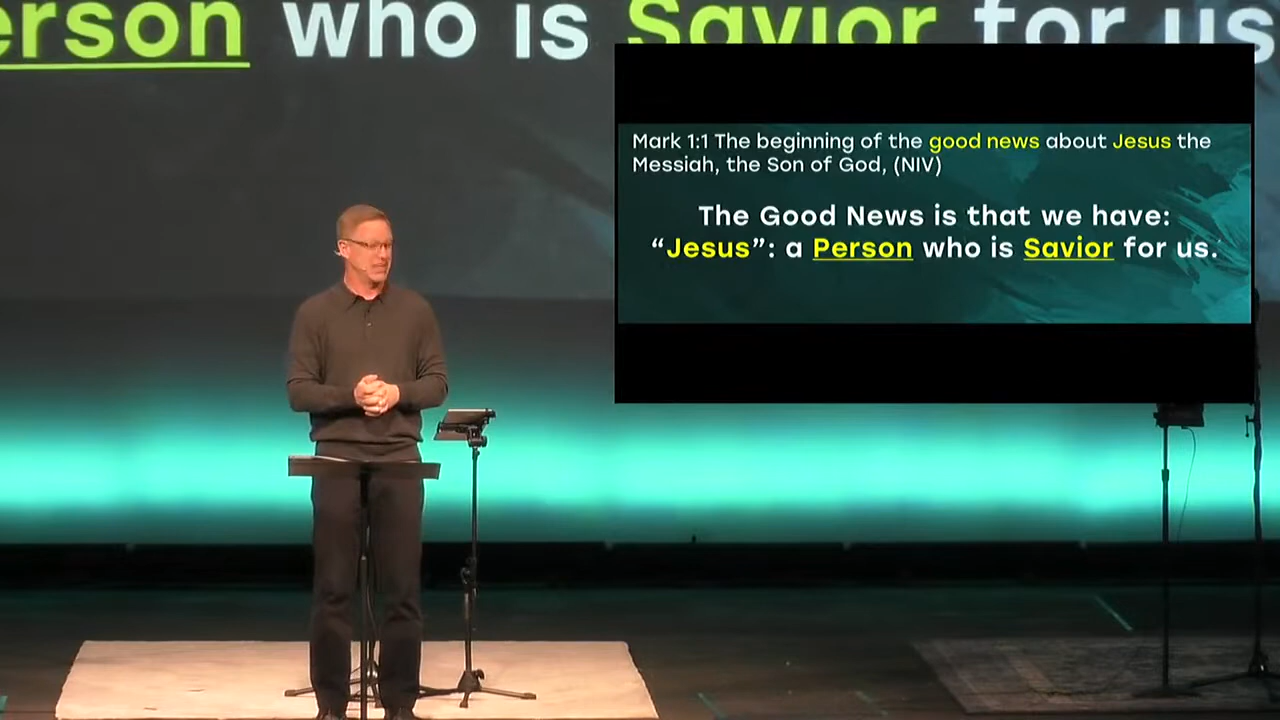 erson who is Savior for us
Mark 1:1 The beginning of the good news about Jesus the
Messiah, the Son of God, (NIV)
The Good News is that we have:
“Jesus”: a Person who is Savior for us.